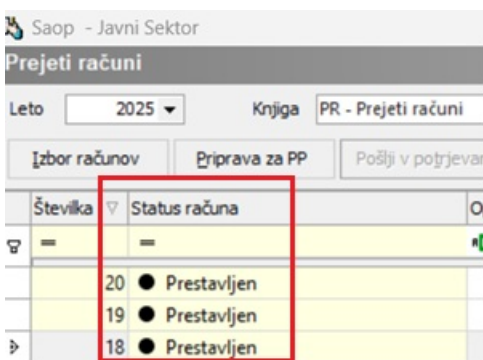 Saop - Javni Sektor
Prejeti računi
Leto 2025 Knjiga PR - Prejeti računi
Izbor računov Priprava za PP Pošlji v potrjevan
Številka Status računa O
= =
20 Prestavljen
19 Prestavljen
18 Prestavljen